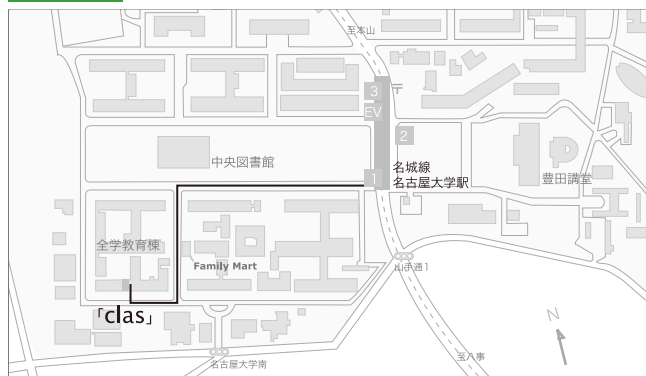 至本山
3
〒
EV
2
中央図書館
1
名城線
名古屋大学駅
豊田講堂
全学教育棟
Family Mart
山手通1
「clas」
N
名古屋大学南
至八事